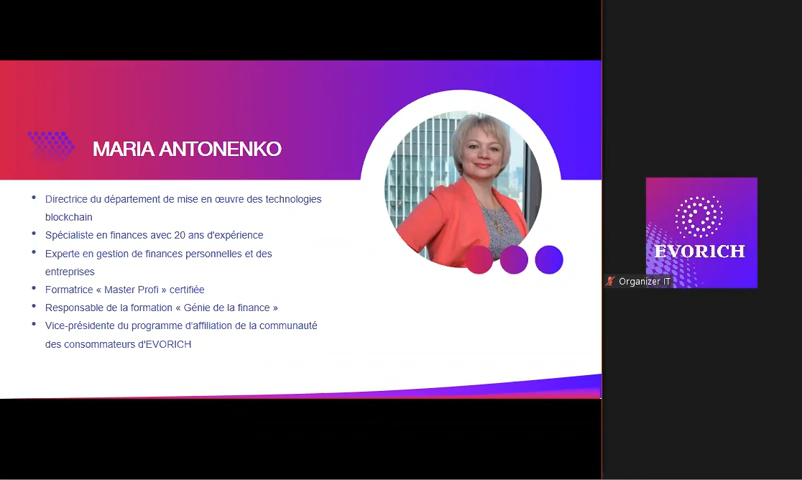 MARIA ANTONENKO
• Directrice du département de mise en œuvre des technologies
blockchain
• Spécialiste en finances avec 20 ans d'expérience
• Experte en gestion de finances personnelles et des
entreprises
• Formatrice « Master Profi » certifiée
• Responsable de la formation « Génie de la finance »
• Vice-présidente du programme d'affiliation de la communauté
des consommateurs d'EVORICH
EVORICH
Organizer IT